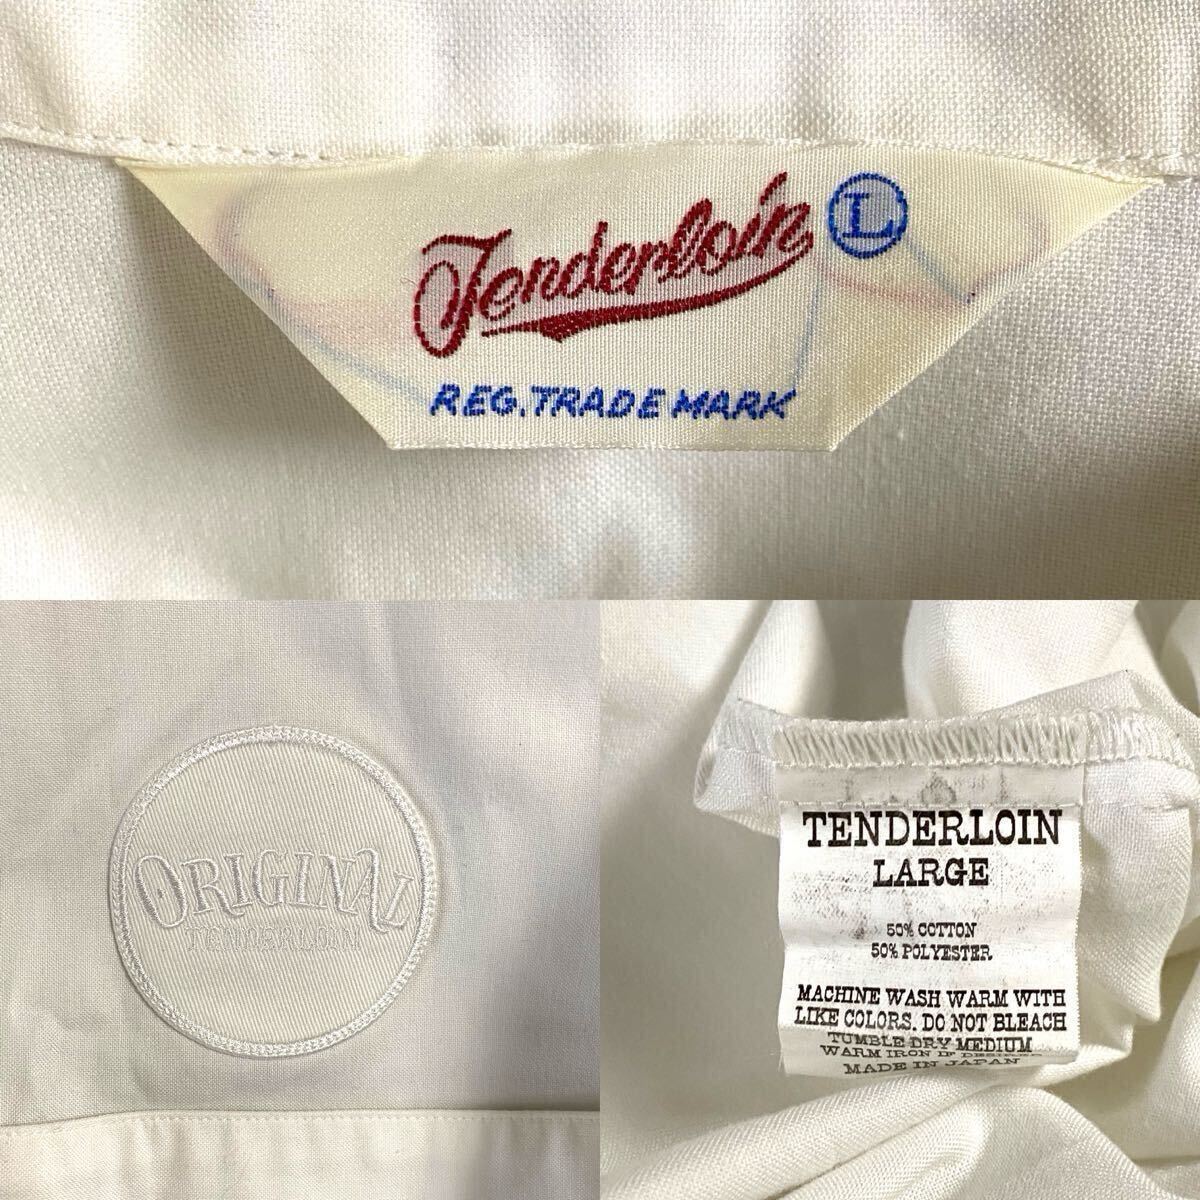 Tenderloin L
REG. TRADE MARK
ORIGINAL
TENDERLOIN
LARGE
50% COTTON
50% POLYESTER
MACHINE WASH WARM WITH
LIKE COLORS. DO NOT BLEACH
TUMBLE DRY MEDIUM
WARM IRON IF DESIRED
MADE IN JAPAN